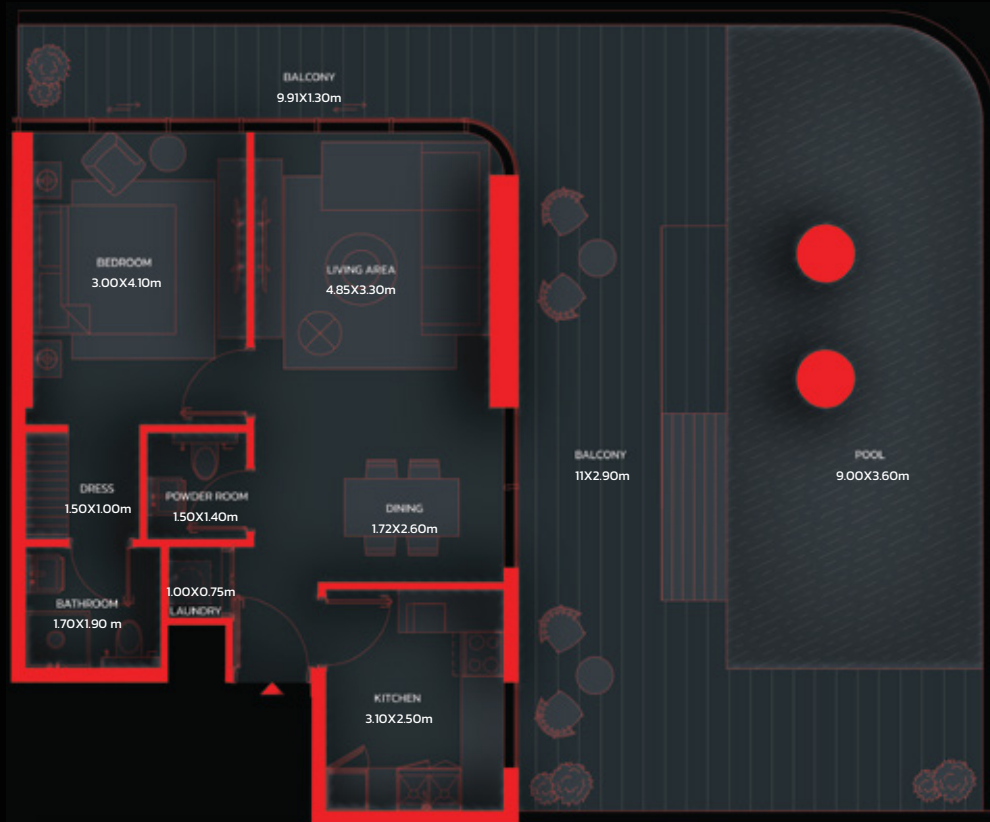 BALCONY
9.91X1.30m
BEDROOM
3.00X4.10m
LIVING AREA
4.85X3.30m
BALCONY
11X2.90m
POOL
9.00X3.60m
DRESS
1.50X1.00m
POWDER ROOM
1.50X1.40m
DINING
1.72X2.60m
1.00X0.75m
LAUNDRY
BATHROOM
1.70X1.90 m
KITCHEN
3.10X2.50m